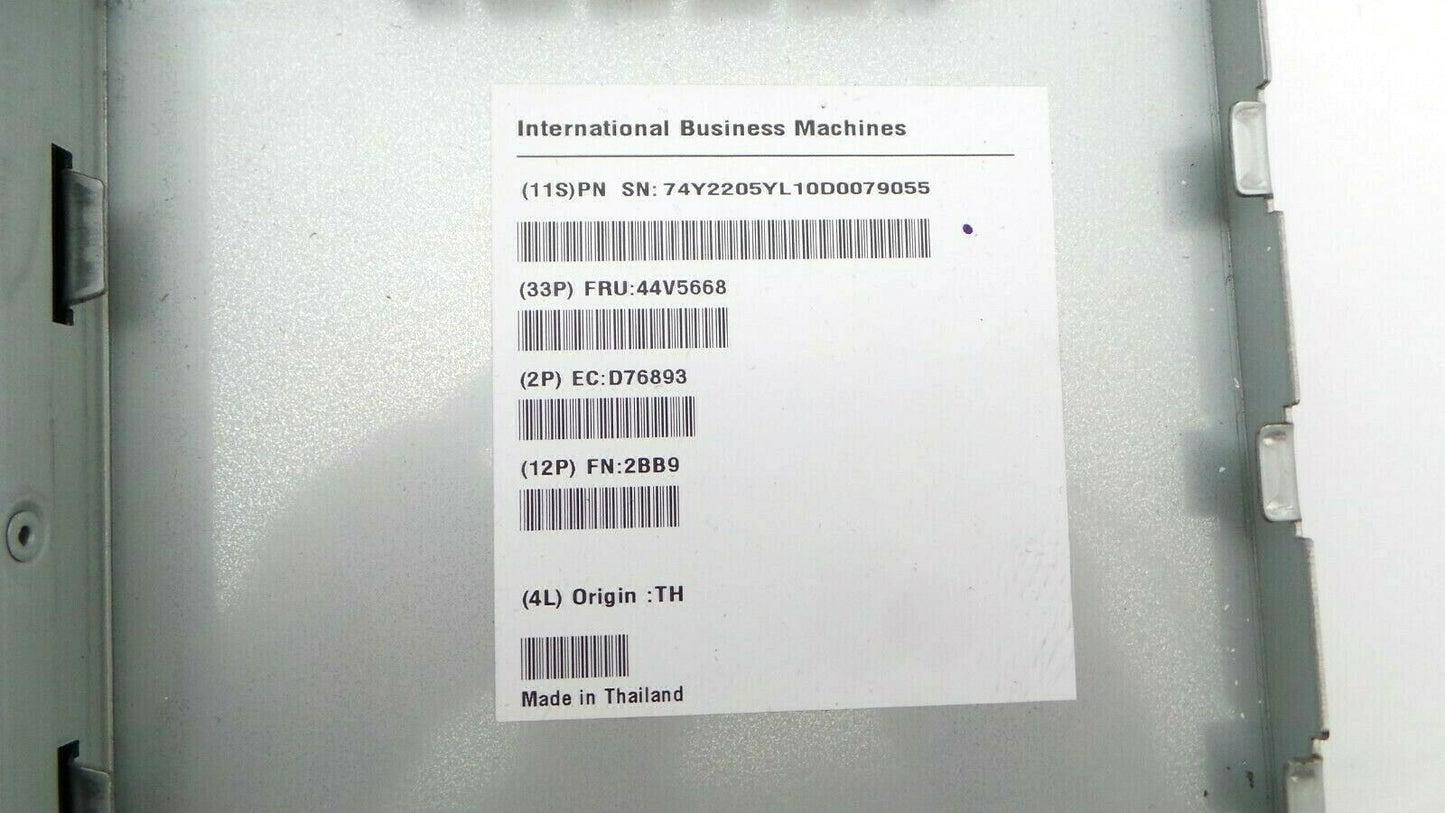 International Business Machines
(11S)PN SN: 74Y2205YL10D0079055
(33P) FRU:44V5668
(2P) EC:D76893
(12P) FN:2BB9
(4L) Origin :TH
Made in Thailand